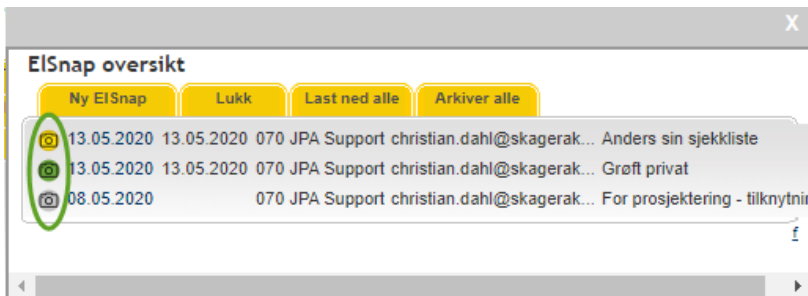 X
ElSnap oversikt
Ny ElSnap Lukk Last ned alle Arkiver alle
13.05.2020 13.05.2020 070 JPA Support christian.dahl@skagerak... Anders sin sjekkliste
13.05.2020 13.05.2020 070 JPA Support christian.dahl@skagerak... Grøft privat
08.05.2020 070 JPA Support christian.dahl@skagerak... For prosjektering - tilknytni
f